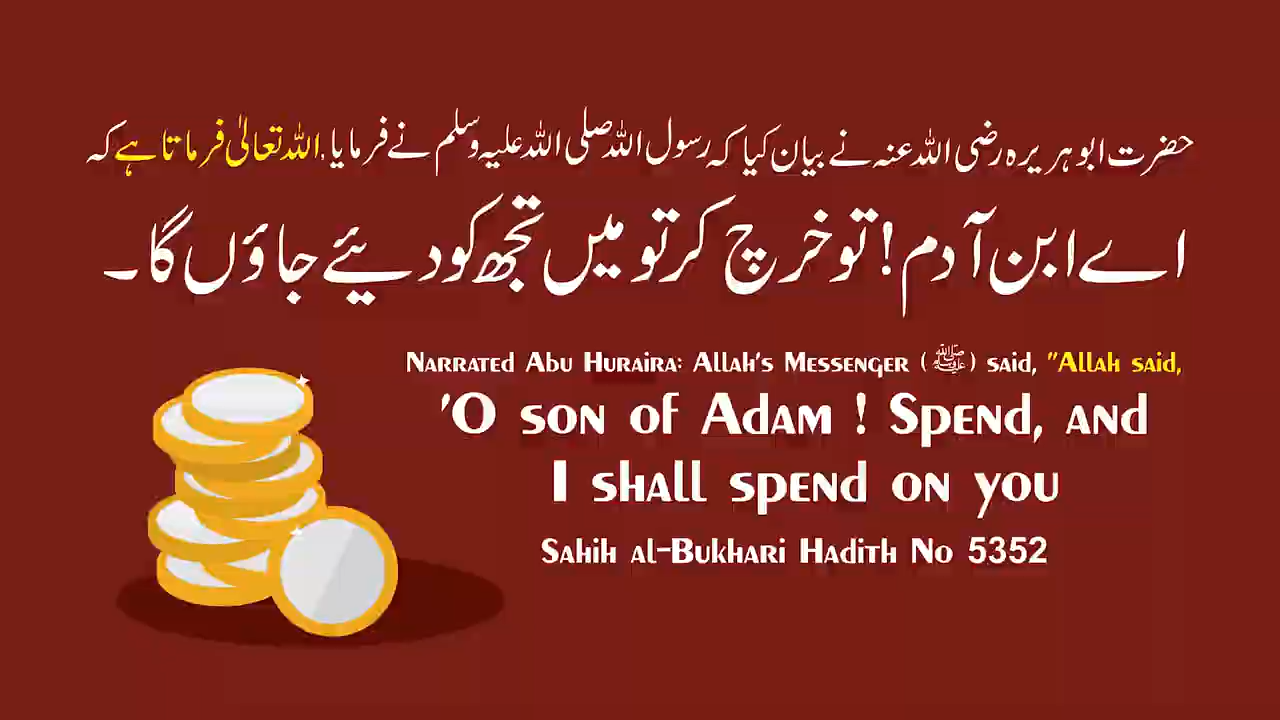 حضرت ابو ہریرہ رضی اللہ عنہ نے بیان کیا کہ رسول اللہ صلی اللہ علیہ وسلم نے فرمایا، اللہ تعالیٰ فرماتا ہے کہ
اے ابن آدم! تو خرچ کر تو میں تجھ کو دیئے جاؤں گا۔
Narrated Abu Huraira: Allah's Messenger (ﷺ) said, "Allah said,
'O son of Adam ! Spend, and
I shall spend on you
Sahih al-Bukhari Hadith No 5352